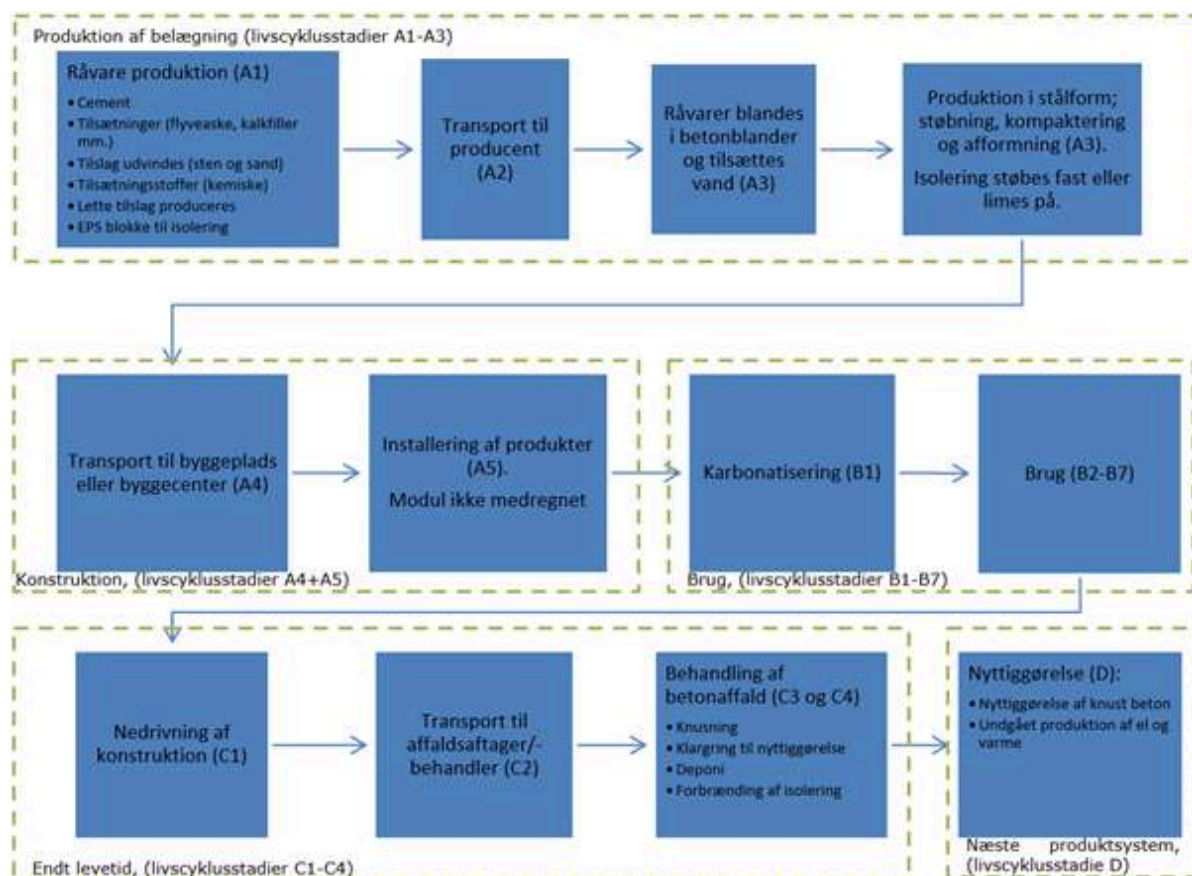 Produktion af belægning (livscyklusstadier A1-A3)
Råvare produktion (A1)
• Cement
• Tilsætninger (flyveaske, kalkfiller
mm.)
• Tilslag udvindes (sten og sand)
• Tilsætningsstoffer (kemiske)
• Lette tilslag produceres
• EPS blokke til isolering
Transport til
producent
(A2)
Råvarer blandes
i betonblander
og tilsættes
vand (A3)
Produktion i stålform;
støbning, kompaktering
og afformning (A3).
Isolering støbes fast eller
limes på.
Transport til byggeplads
eller byggecenter (A4)
Installering af produkter
(A5).
Modul ikke medregnet
Konstruktion, (livscyklusstadier A4+A5)
Karbonatisering (B1)
Brug (B2-B7)
Brug, (livscyklusstadier B1-B7)
Nedrivning af
konstruktion (C1)
Transport til
affaldsaftager/-
behandler (C2)
Behandling af
betonaffald (C3 og C4)
• Knusning
• Klargring til nyttiggørelse
• Deponi
• Forbrænding af isolering
Endt levetid, (livscyklusstadier C1-C4)
Nyttiggørelse (D):
• Nyttiggørelse af knust beton
• Undgået produktion af el og
varme
Næste produktsystem,
(livscyklusstadie D)